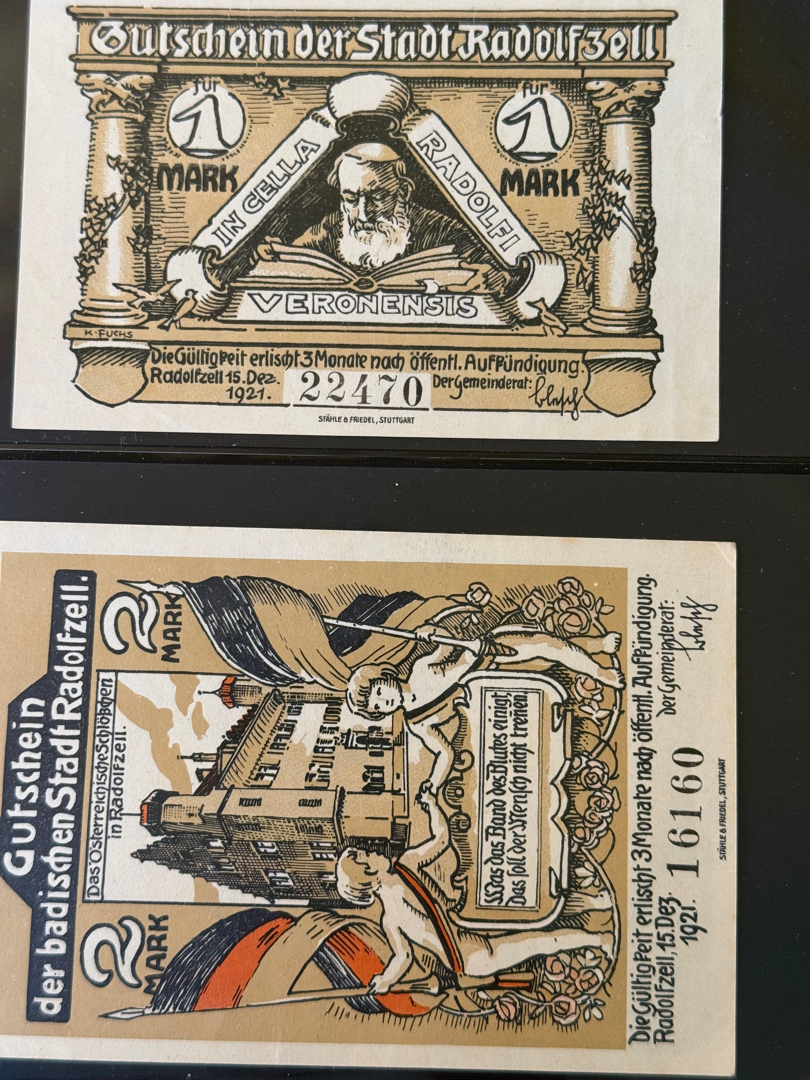 Gutschein der Stadt Radolfzell
für
1
MARK
für
1
MARK
IN CELLA
RADOLFI
VERONENSIS
K·FUCHS
Die Gültigkeit erlischt 3 Monate nach öffentl. Aufkündigung.
Radolfzell 15. Dez. 1921.
22470
Der Gemeinderat:
STÄHLE & FRIEDEL, STUTTGART
Gutschein
der badischen Stadt Radolfzell.
2
MARK
2
MARK
Das Österreichische Schlößchen
in Radolfzell.
Was das Band des Blutes einigt,
Das soll der Mensch nicht trennen.
Die Gültigkeit erlischt 3 Monate nach öffentl. Aufkündigung.
Radolfzell, 15. Dez. 1921.
16160
Der Gemeinderat:
STÄHLE & FRIEDEL, STUTTGART